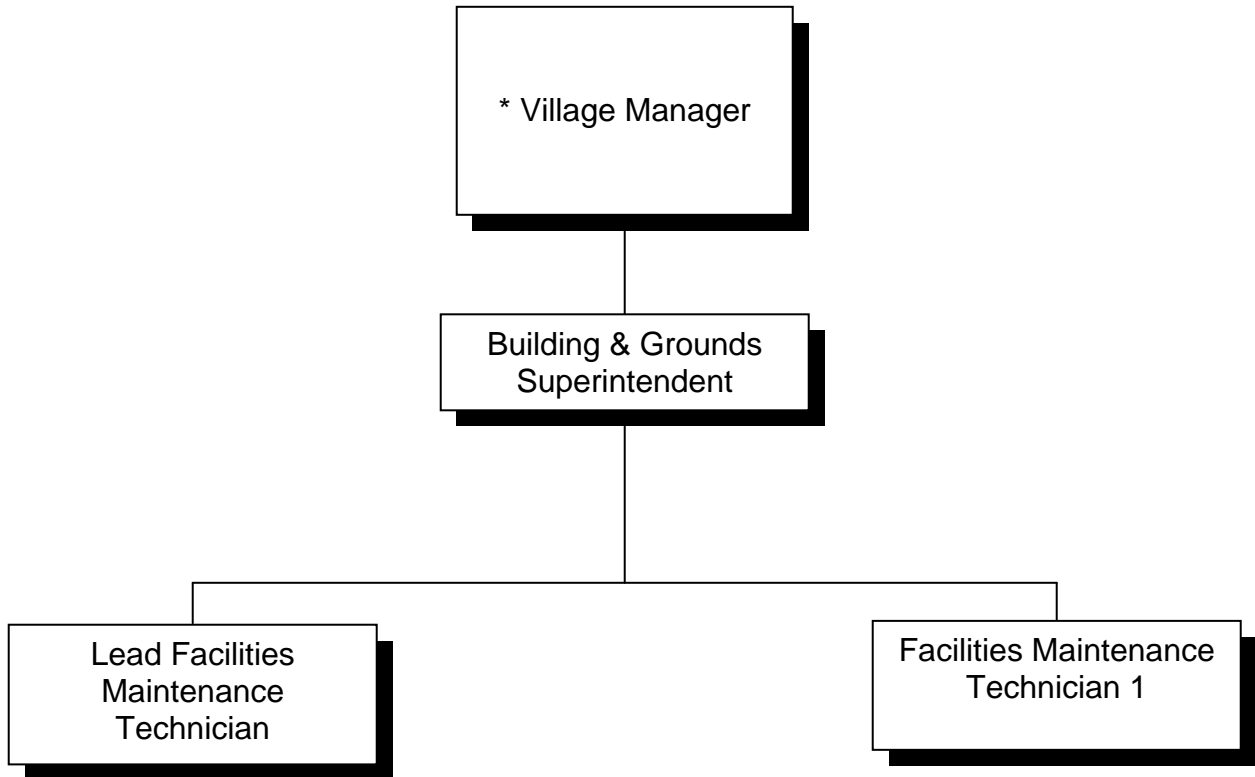 * Village Manager
Building & Grounds
Superintendent
Lead Facilities
Maintenance
Technician
Facilities Maintenance
Technician 1